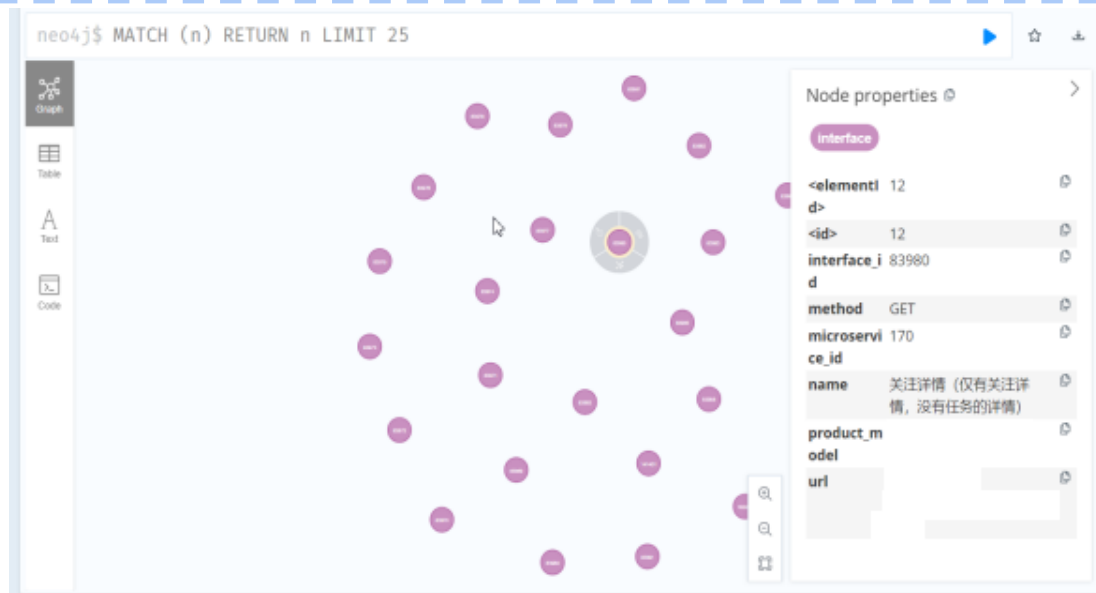 neo4j$ MATCH (n) RETURN n LIMIT 25
Graph
Table
Text
Code
Node properties
interface
<elementI
d>
12
<id>
12
interface_i
d
83980
method
GET
microservi
ce_id
170
name
关注详情（仅有关注详
情，没有任务的详情）
product_m
odel
url